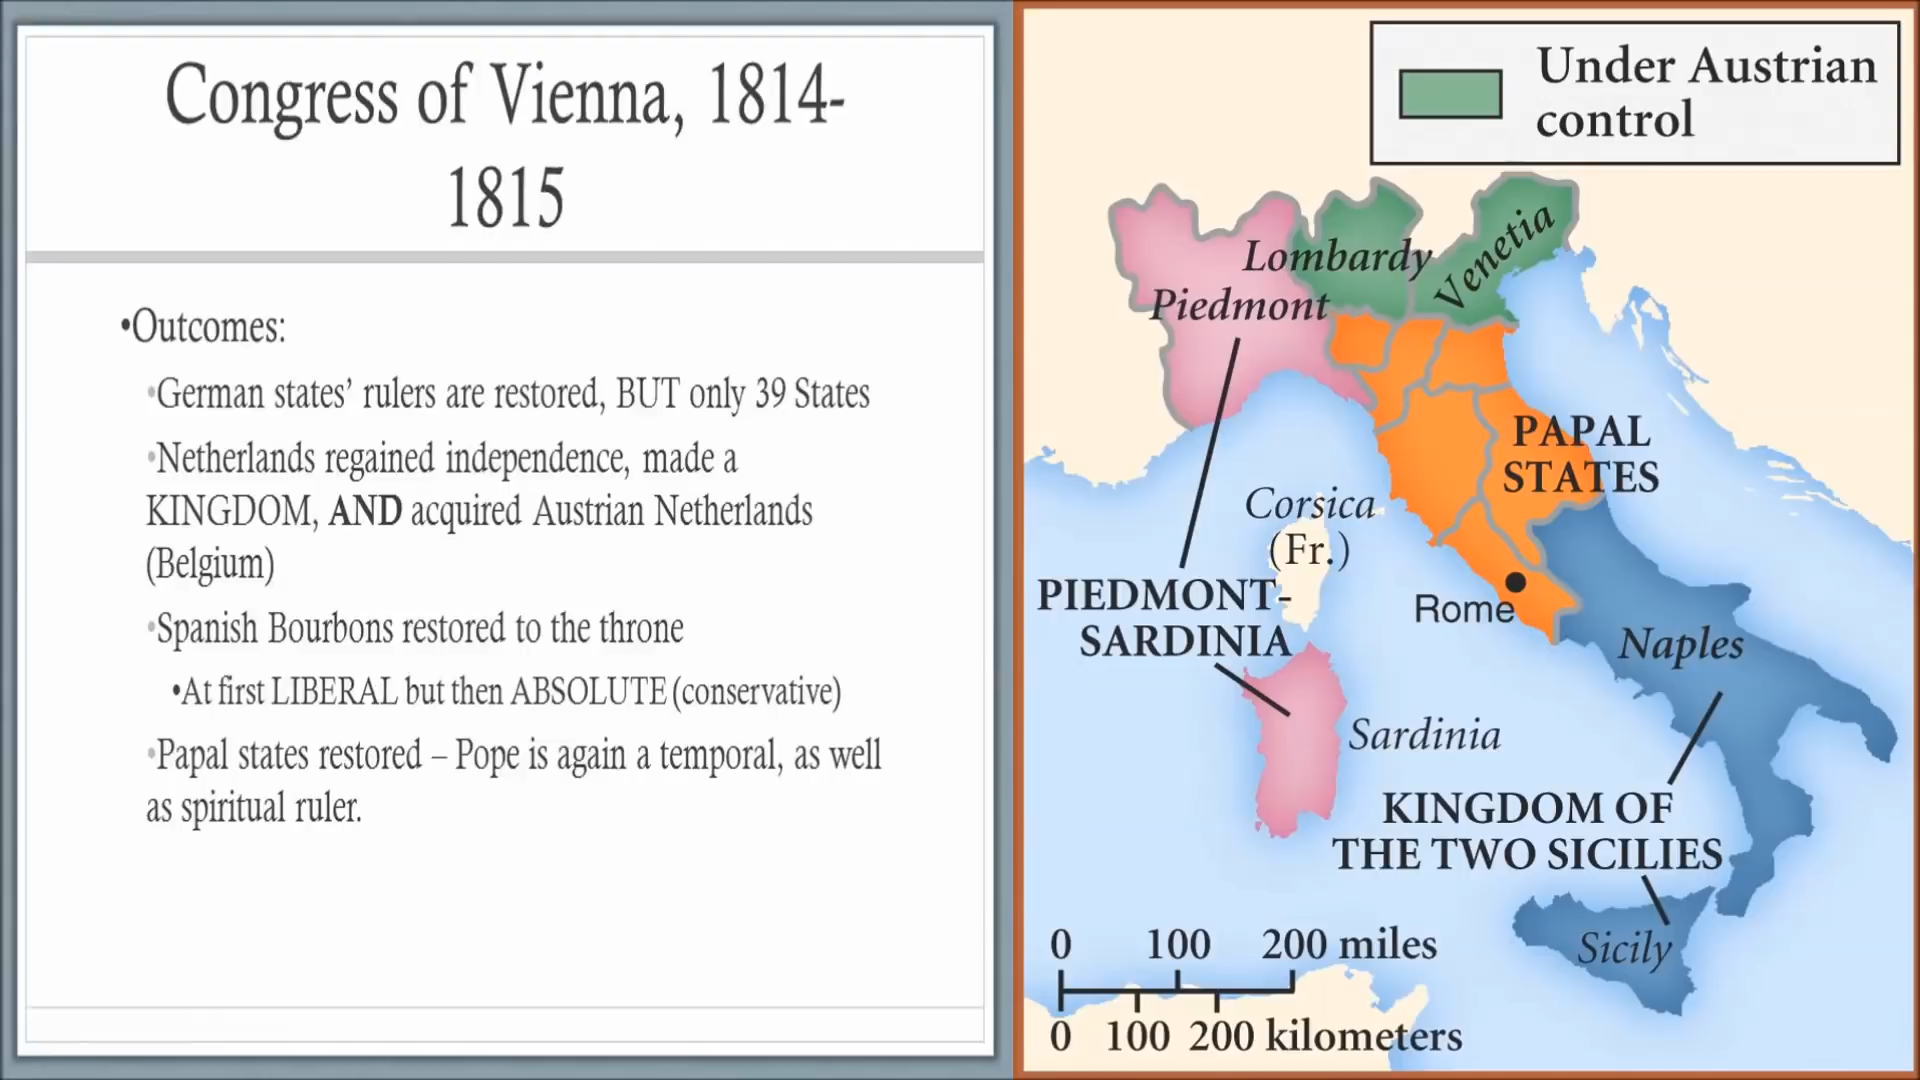 Congress of Vienna, 1814-
1815
•Outcomes:
•German states’ rulers are restored, BUT only 39 States
•Netherlands regained independence, made a
KINGDOM, AND acquired Austrian Netherlands
(Belgium)
•Spanish Bourbons restored to the throne
•At first LIBERAL but then ABSOLUTE (conservative)
•Papal states restored – Pope is again a temporal, as well
as spiritual ruler.
Under Austrian
control
Lombardy
Venetia
Piedmont
PAPAL
STATES
Corsica
(Fr.)
PIEDMONT-
SARDINIA
Rome
Naples
Sardinia
KINGDOM OF
THE TWO SICILIES
Sicily
0 100 200 miles
0 100 200 kilometers